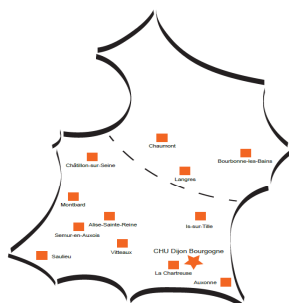 Chaumont
Châtillon-sur-Seine
Bourbonne-les-Bains
Langres
Montbard
Alise-Sainte-Reine
Is-sur-Tille
Semur-en-Auxois
Vitteaux
CHU Dijon Bourgogne
Saulieu
La Chartreuse
Auxonne